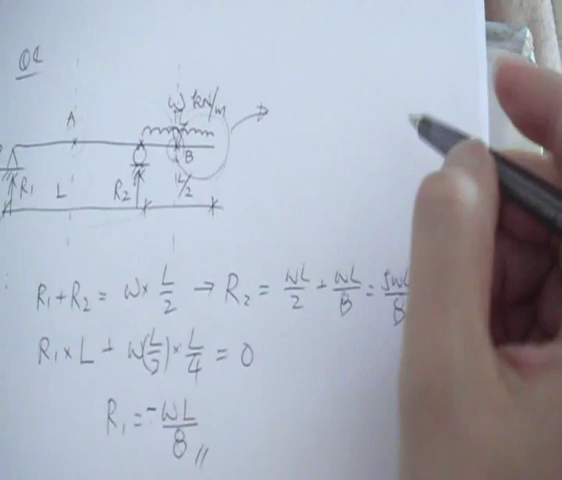 Q2
A
W kN/m
B
R₁ L R₂ L/2
R₁ + R₂ = W × L/2 → R₂ = WL/2 + WL/8 = 5WL/8
R₁ × L + W(L/2) × L/4 = 0
R₁ = -WL/8 //